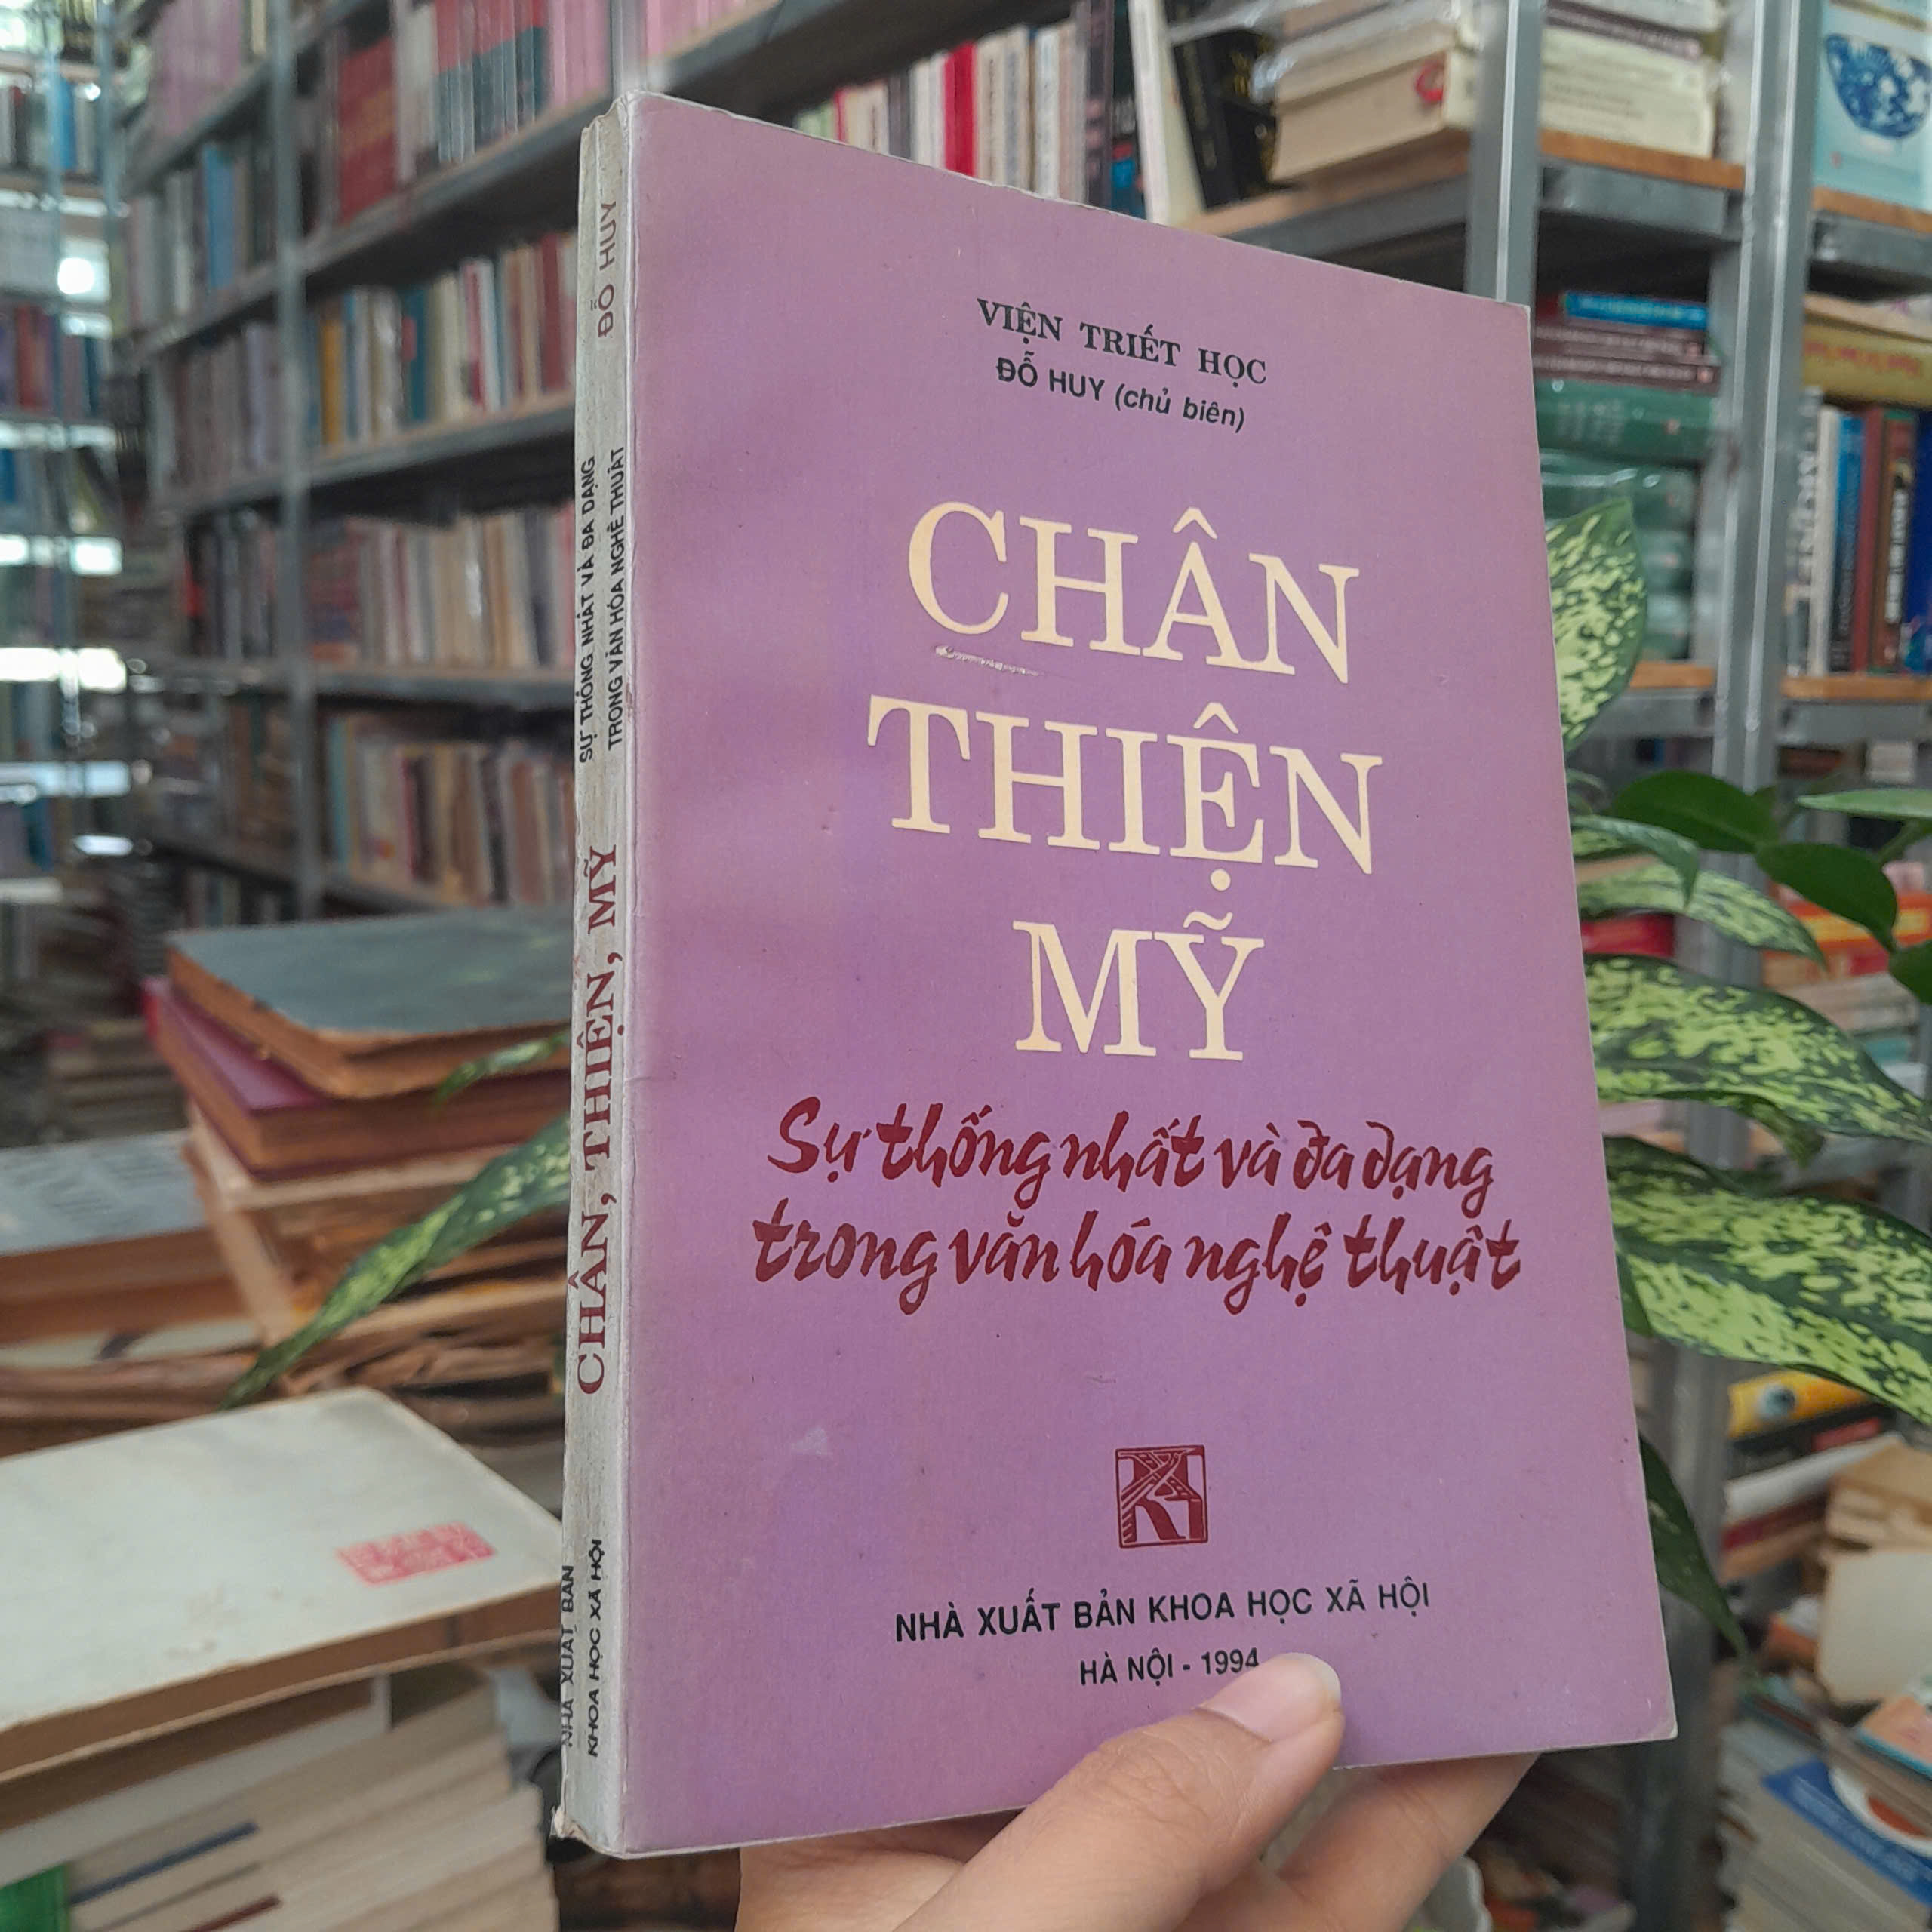 VIỆN TRIẾT HỌC
ĐỖ HUY (chủ biên)
CHÂN
THIỆN
MỸ
Sự thống nhất và đa dạng
trong văn hóa nghệ thuật
NHÀ XUẤT BẢN KHOA HỌC XÃ HỘI
HÀ NỘI - 1994
ĐỖ HUY
SỰ THỐNG NHẤT VÀ ĐA DẠNG
TRONG VĂN HÓA NGHỆ THUẬT
CHÂN, THIỆN, MỸ
NHÀ XUẤT BẢN
KHOA HỌC XÃ HỘI